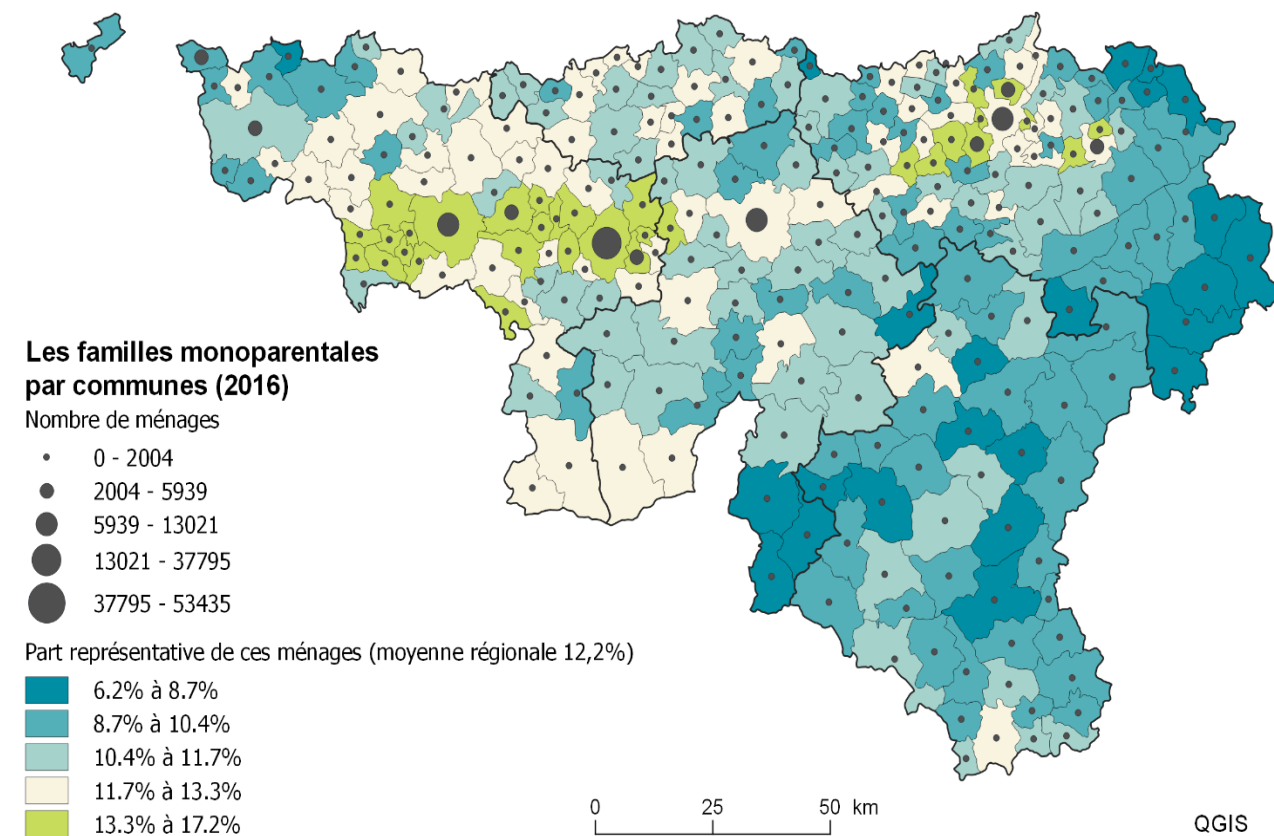 Les familles monoparentales
par communes (2016)
Nombre de ménages
0 - 2004
2004 - 5939
5939 - 13021
13021 - 37795
37795 - 53435
Part représentative de ces ménages (moyenne régionale 12,2%)
6.2% à 8.7%
8.7% à 10.4%
10.4% à 11.7%
11.7% à 13.3%
13.3% à 17.2%
0 25 50 km
QGIS